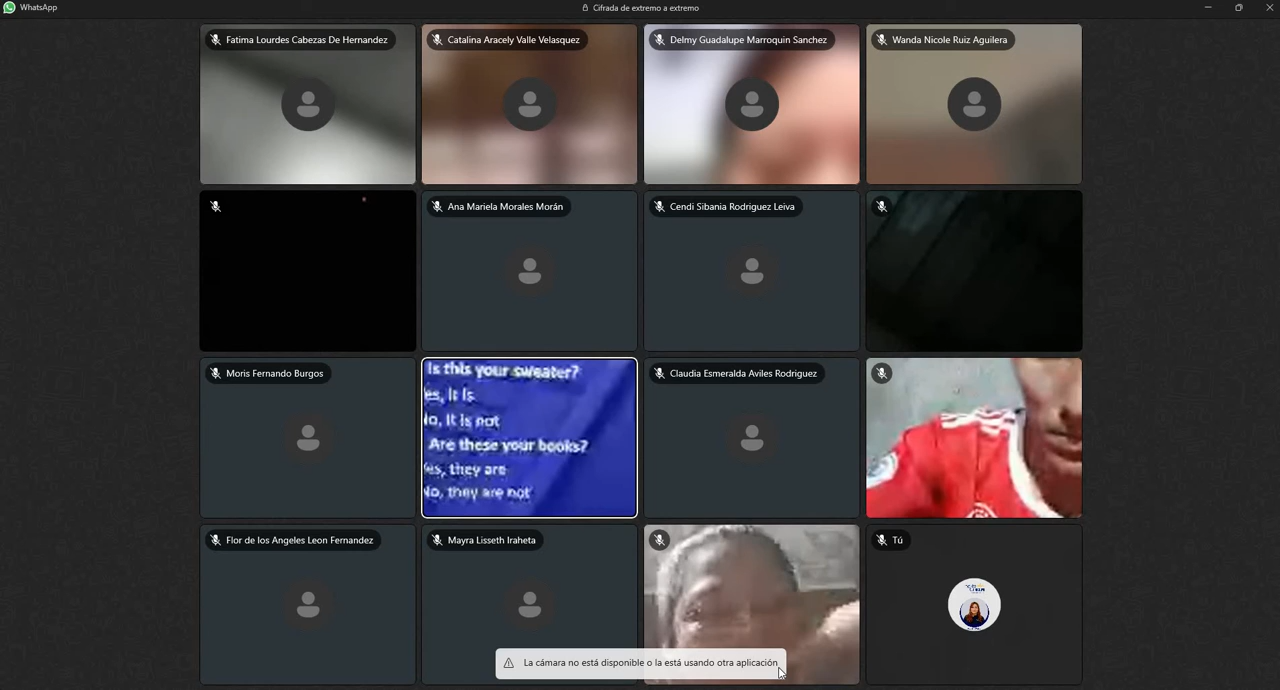 WhatsApp
Cifrada de extremo a extremo
Fatima Lourdes Cabezas De Hernandez
Catalina Aracely Valle Velasquez
Delmy Guadalupe Marroquin Sanchez
Wanda Nicole Ruiz Aguilera
Ana Mariela Morales Morán
Cendi Sibania Rodriguez Leiva
Moris Fernando Burgos
Is this your sweater?
es, it is
o, it is not
Are these your books?
es, they are
No, they are not
Claudia Esmeralda Aviles Rodriguez
Flor de los Angeles Leon Fernandez
Mayra Lisseth Iraheta
Tú
La cámara no está disponible o la está usando otra aplicación